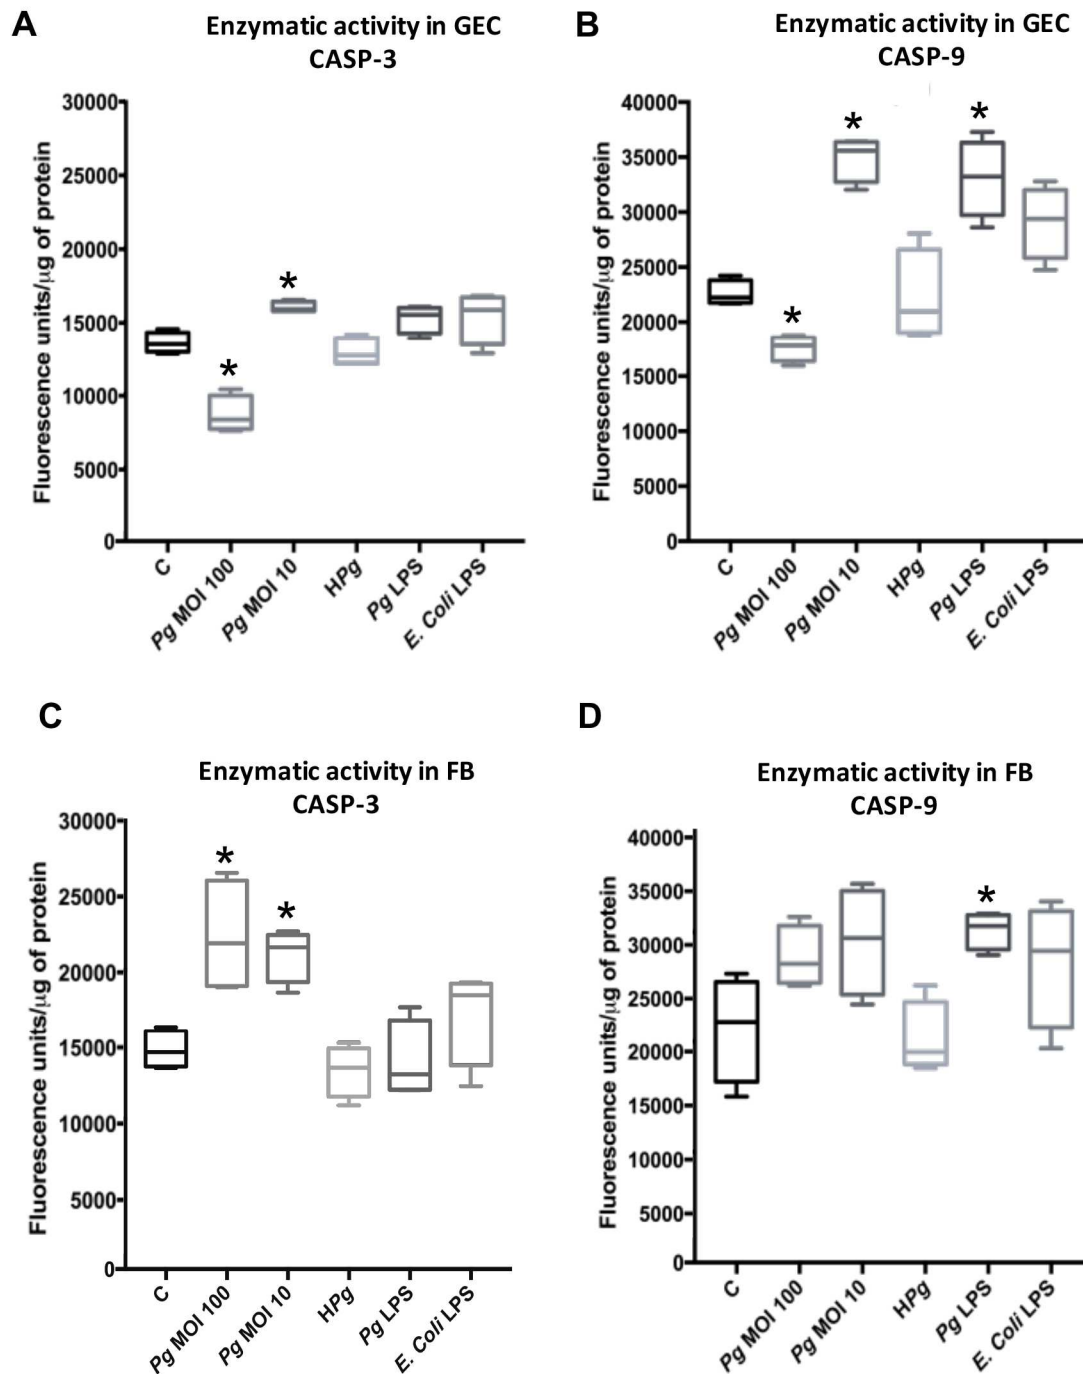 A
Enzymatic activity in GEC
CASP-3
30000
25000
20000
15000
10000
5000
0
Fluorescence units/µg of protein
*
*
C
Pg MOI 100
Pg MOI 10
HPg
Pg LPS
E. Coli LPS
B
Enzymatic activity in GEC
CASP-9
40000
35000
30000
25000
20000
15000
10000
5000
0
Fluorescence units/µg of protein
*
*
*
C
Pg MOI 100
Pg MOI 10
HPg
Pg LPS
E. Coli LPS
C
Enzymatic activity in FB
CASP-3
30000
25000
20000
15000
10000
5000
0
Fluorescence units/µg of protein
*
*
C
Pg MOI 100
Pg MOI 10
HPg
Pg LPS
E. Coli LPS
D
Enzymatic activity in FB
CASP-9
40000
35000
30000
25000
20000
15000
10000
5000
0
Fluorescence units/µg of protein
*
C
Pg MOI 100
Pg MOI 10
HPg
Pg LPS
E. Coli LPS